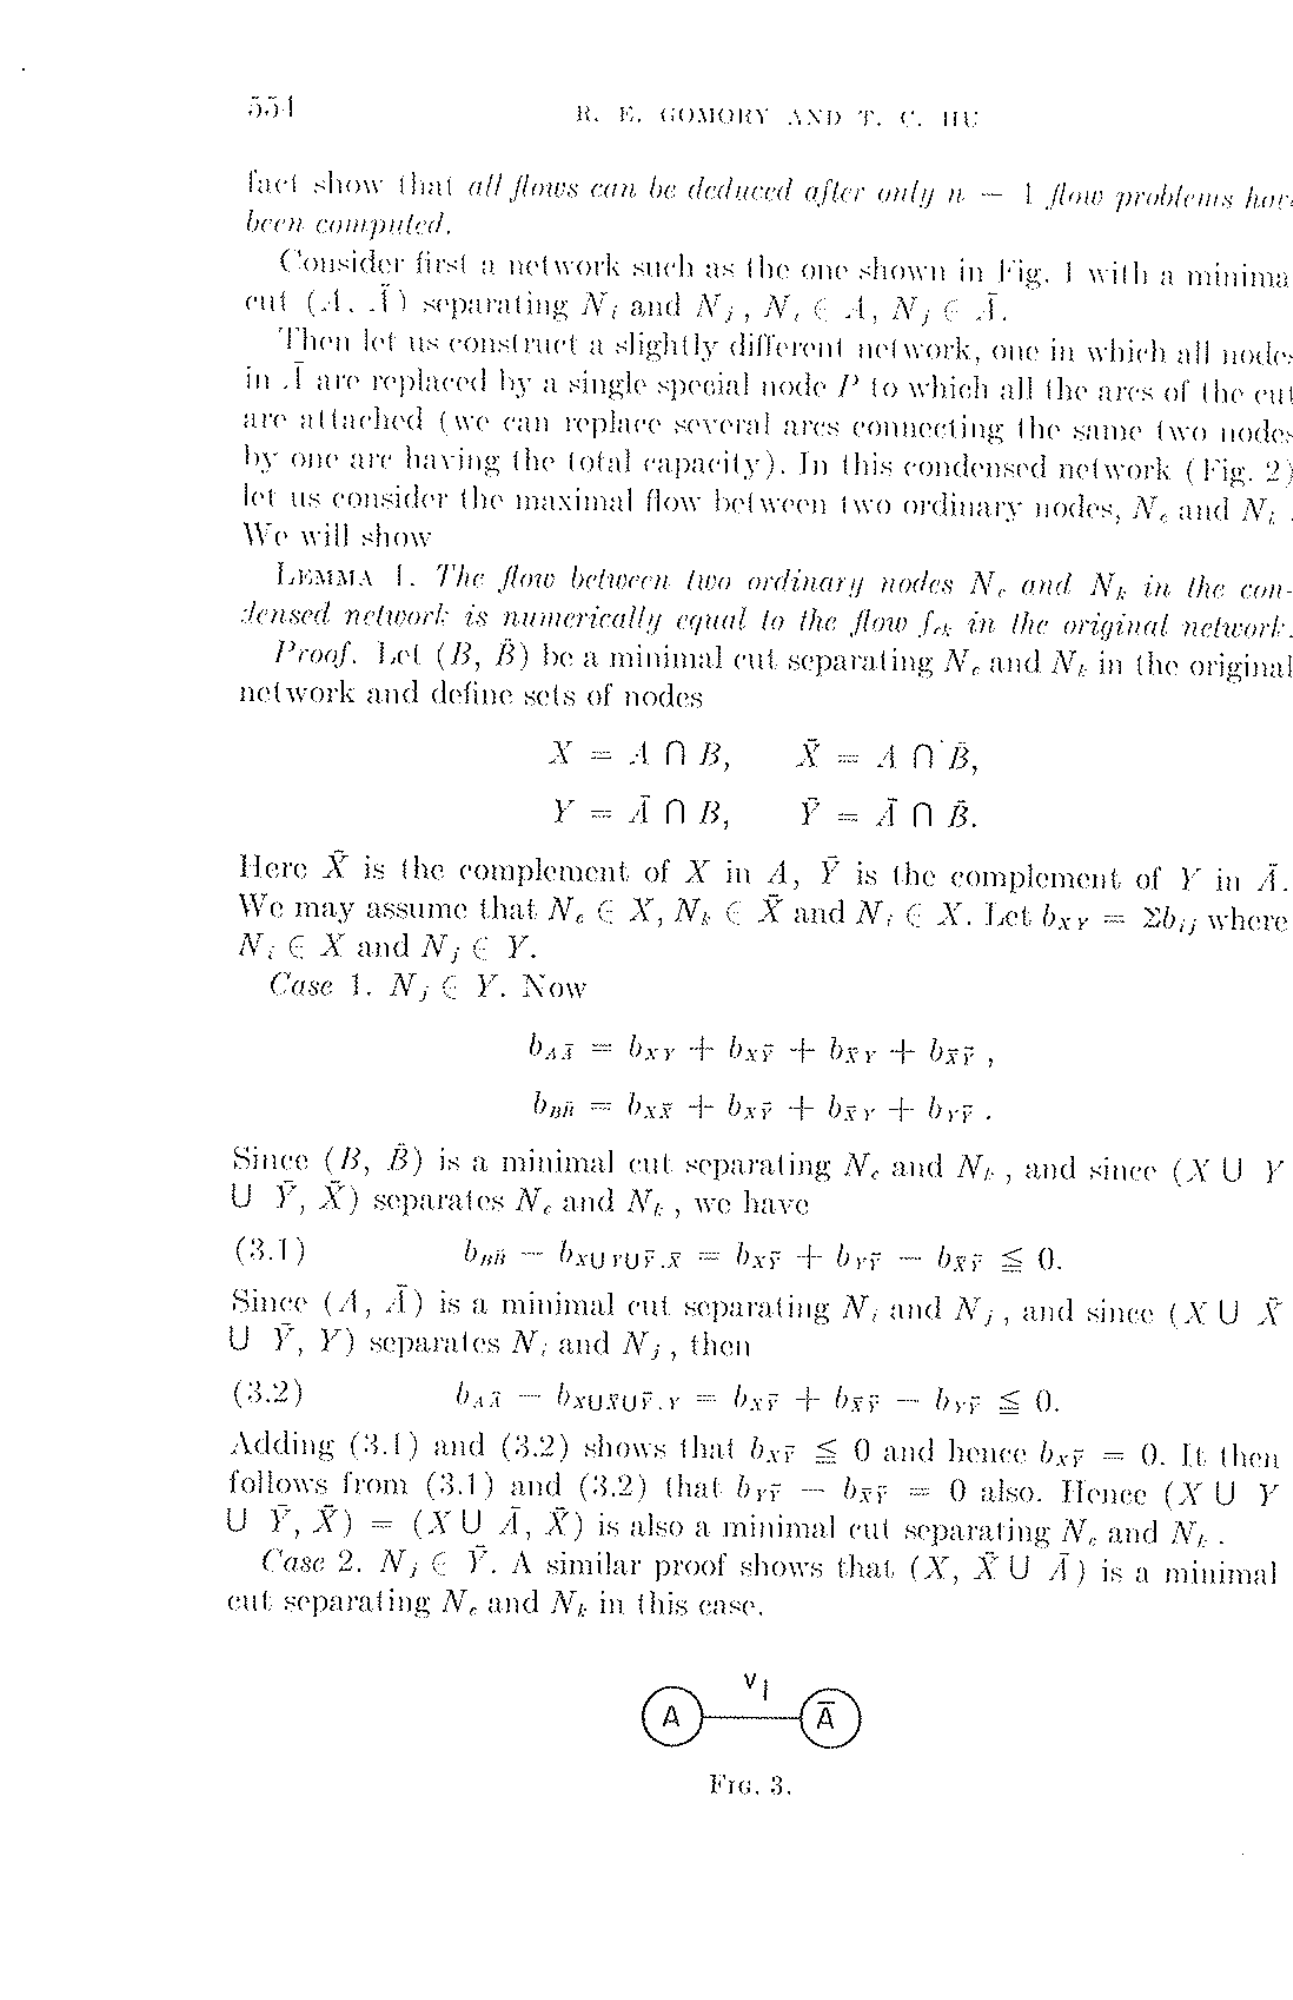 554 R. E. GOMORY AND T. C. HU
fact show that all flows can be deduced after only n − 1 flow problems have
been computed.
Consider first a network such as the one shown in Fig. 1 with a minima
cut (A, Ā) separating N_i and N_j, N_i ∈ A, N_j ∈ Ā.
Then let us construct a slightly different network, one in which all nodes
in Ā are replaced by a single special node P to which all the arcs of the cut
are attached (we can replace several arcs connecting the same two nodes
by one arc having the total capacity). In this condensed network (Fig. 2)
let us consider the maximal flow between two ordinary nodes, N_e and N_k.
We will show
LEMMA 1. The flow between two ordinary nodes N_e and N_k in the con-
densed network is numerically equal to the flow f_ek in the original network.
Proof. Let (B, B̄) be a minimal cut separating N_e and N_k in the original
network and define sets of nodes
X = A ∩ B, X̄ = A ∩ B̄,
Y = Ā ∩ B, Ȳ = Ā ∩ B̄.
Here X̄ is the complement of X in A, Ȳ is the complement of Y in Ā.
We may assume that N_e ∈ X, N_k ∈ X̄ and N_i ∈ X. Let b_XY = Σb_ij where
N_i ∈ X and N_j ∈ Y.
Case 1. N_j ∈ Y. Now
b_AĀ = b_XY + b_XȲ + b_X̄Y + b_X̄Ȳ ,
b_BB̄ = b_XX̄ + b_XȲ + b_X̄Y + b_YȲ .
Since (B, B̄) is a minimal cut separating N_e and N_k, and since (X ∪ Y
∪ Ȳ, X̄) separates N_e and N_k, we have
(3.1) b_BB̄ − b_X∪Y∪Ȳ,X̄ = b_XȲ + b_YȲ − b_X̄Ȳ ≦ 0.
Since (A, Ā) is a minimal cut separating N_i and N_j, and since (X ∪ X̄
∪ Ȳ, Y) separates N_i and N_j, then
(3.2) b_AĀ − b_X∪X̄∪Ȳ,Y = b_XȲ + b_X̄Ȳ − b_YȲ ≦ 0.
Adding (3.1) and (3.2) shows that b_XȲ ≦ 0 and hence b_XȲ = 0. It then
follows from (3.1) and (3.2) that b_YȲ − b_X̄Ȳ = 0 also. Hence (X ∪ Y
∪ Ȳ, X̄) = (X ∪ Ā, X̄) is also a minimal cut separating N_e and N_k.
Case 2. N_j ∈ Ȳ. A similar proof shows that (X, X̄ ∪ Ā) is a minimal
cut separating N_e and N_k in this case.
v_1
A Ā
FIG. 3.